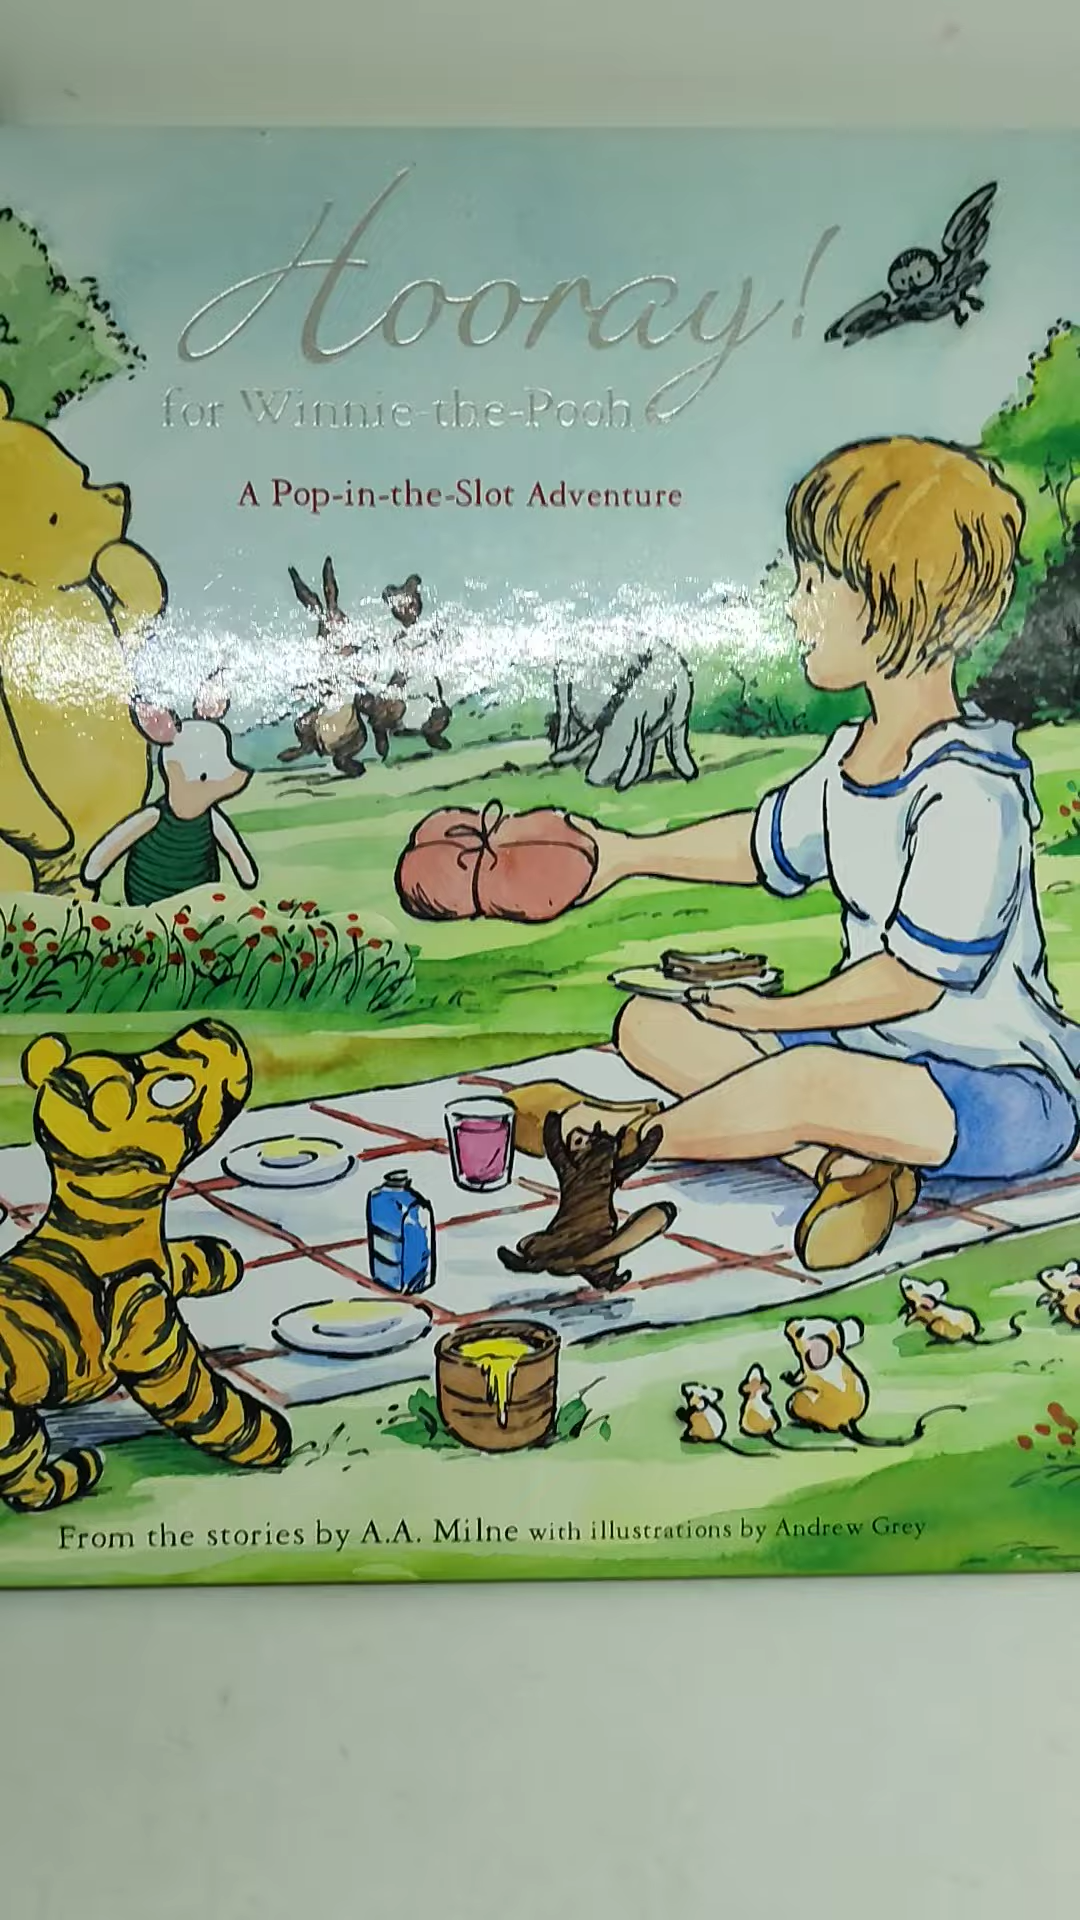 Hooray!
for Winnie-the-Pooh
A Pop-in-the-Slot Adventure
From the stories by A.A. Milne with illustrations by Andrew Grey